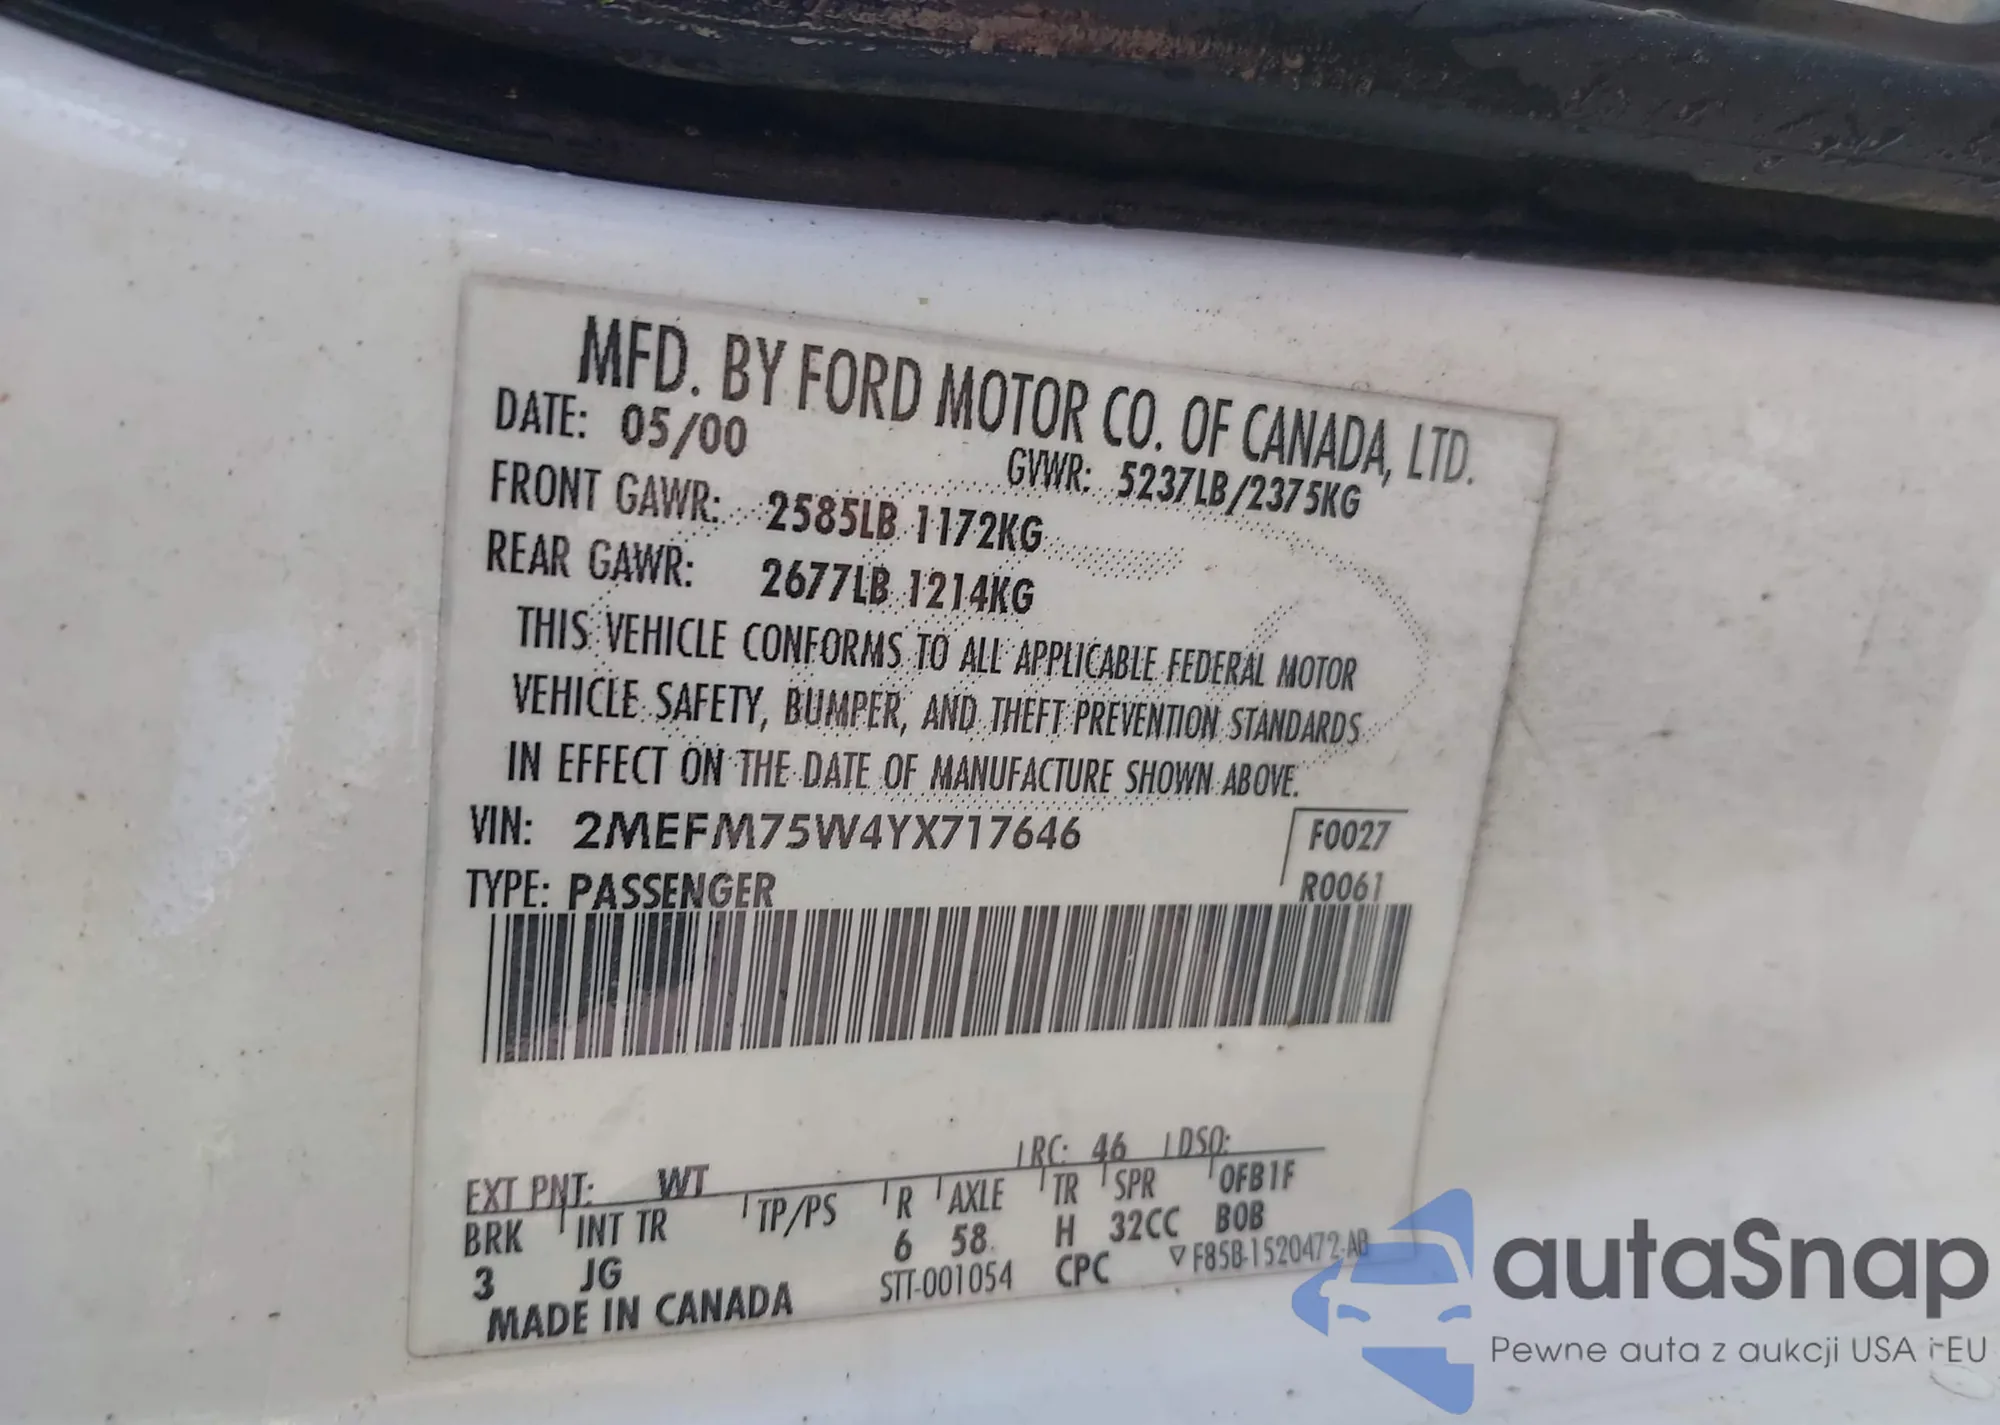 MFD. BY FORD MOTOR CO. OF CANADA, LTD.
DATE: 05/00 GVWR: 5237LB/2375KG
FRONT GAWR: 2585LB 1172KG
REAR GAWR: 2677LB 1214KG
THIS VEHICLE CONFORMS TO ALL APPLICABLE FEDERAL MOTOR
VEHICLE SAFETY, BUMPER, AND THEFT PREVENTION STANDARDS
IN EFFECT ON THE DATE OF MANUFACTURE SHOWN ABOVE.
VIN: 2MEFM75W4YX717646 F0027
TYPE: PASSENGER R0061
EXT PNT: WT RC: 46 DSO:
BRK INT TR TP/PS R AXLE TR SPR OFB1F
3 JG 6 58 H 32CC BOB
MADE IN CANADA STT-001054 CPC ▽ F85B-1520472-AB
autaSnap
Pewne auta z aukcji USA i EU